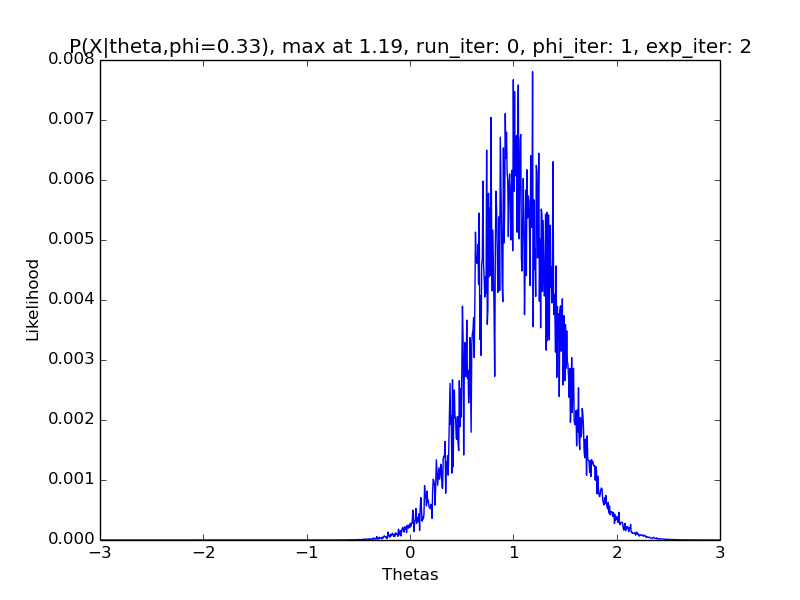 P(X|theta,phi=0.33), max at 1.19, run_iter: 0, phi_iter: 1, exp_iter: 2
0.008
0.007
0.006
0.005
0.004
0.003
0.002
0.001
0.000
Likelihood
−3 −2 −1 0 1 2 3
Thetas